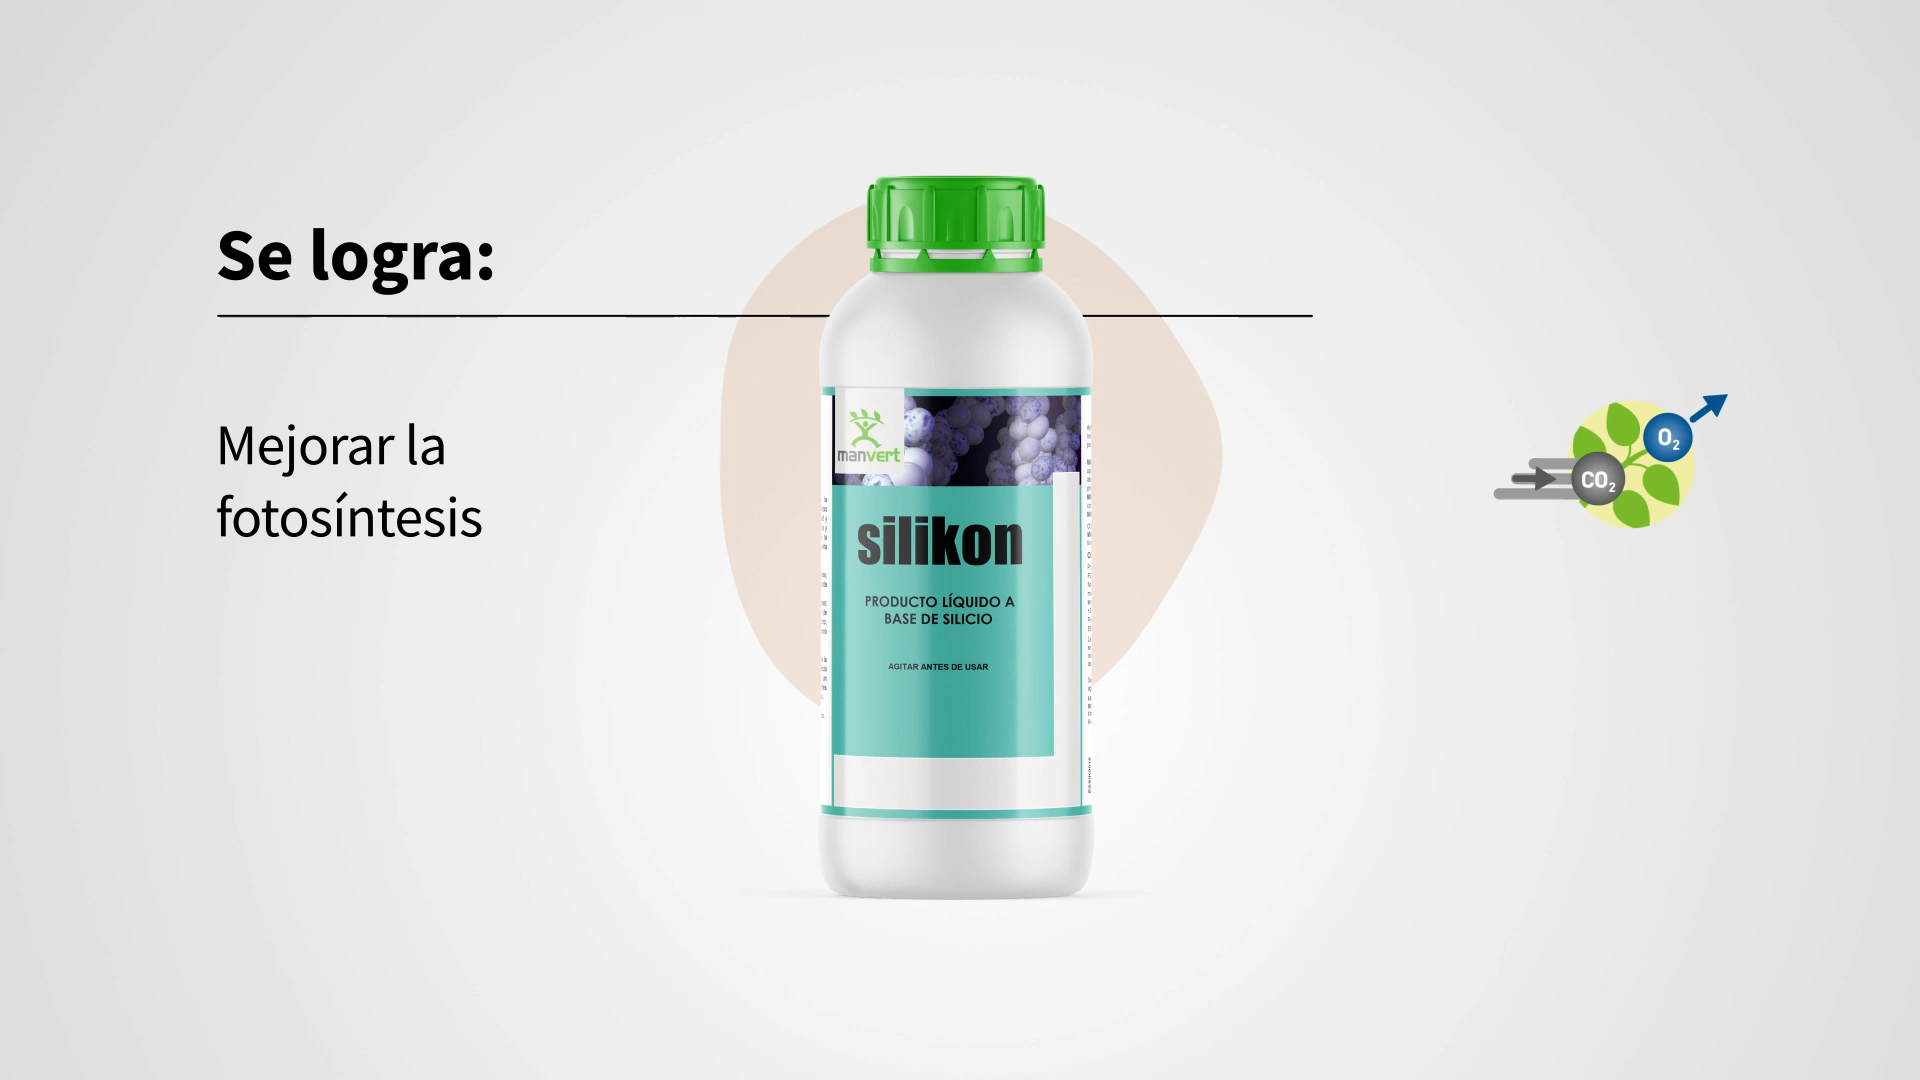 Se logra:
Mejorar la
fotosíntesis
manvert
silikon
PRODUCTO LÍQUIDO A
BASE DE SILICIO
AGITAR ANTES DE USAR
CO₂
O₂